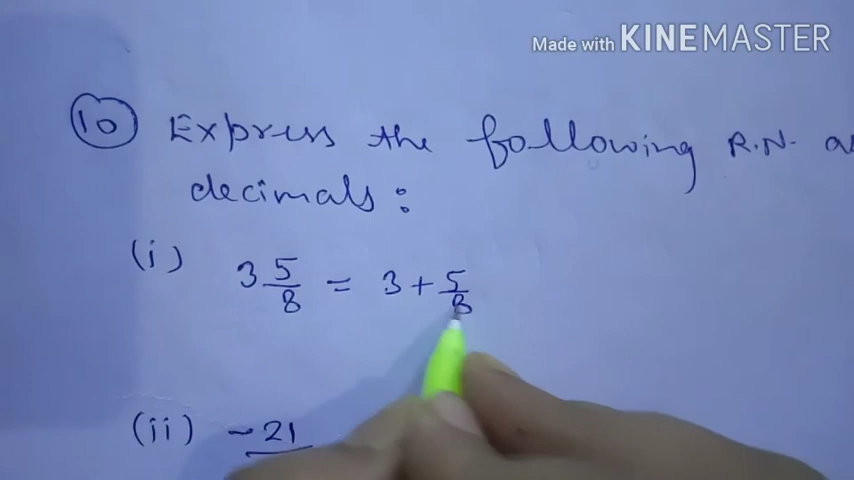 Made with KINEMASTER
(10) Express the following R.N. as
decimals:
(i) 3 5/8 = 3 + 5/8
(ii) -21